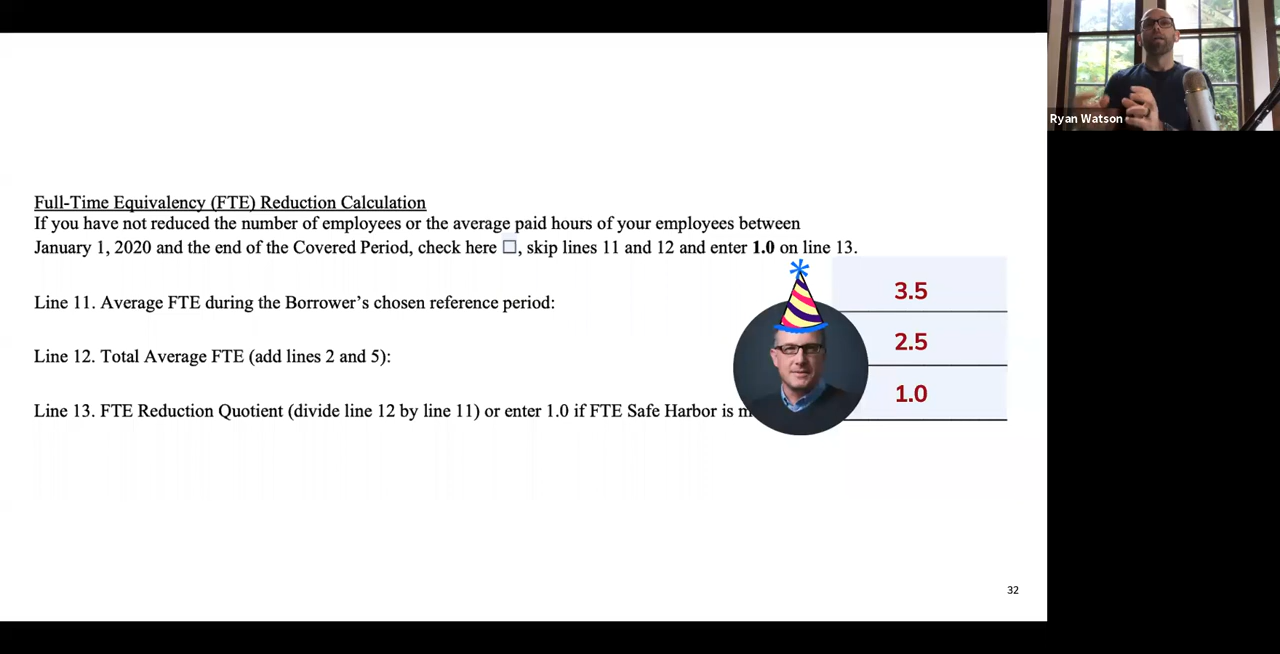 Ryan Watson
Full-Time Equivalency (FTE) Reduction Calculation
If you have not reduced the number of employees or the average paid hours of your employees between
January 1, 2020 and the end of the Covered Period, check here ☐, skip lines 11 and 12 and enter 1.0 on line 13.
Line 11. Average FTE during the Borrower’s chosen reference period:
3.5
Line 12. Total Average FTE (add lines 2 and 5):
2.5
Line 13. FTE Reduction Quotient (divide line 12 by line 11) or enter 1.0 if FTE Safe Harbor is
1.0
32